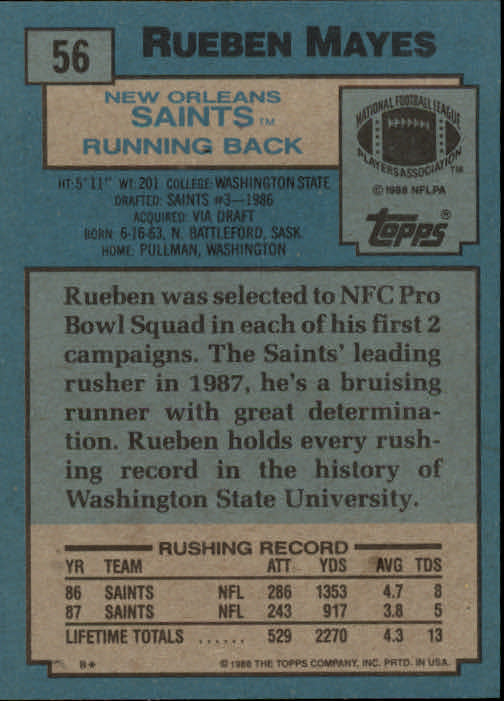 56
RUEBEN MAYES
NEW ORLEANS
SAINTS™
RUNNING BACK
NATIONAL FOOTBALL LEAGUE
PLAYERS ASSOCIATION™
© 1988 NFLPA
topps®
HT: 5'11" WT: 201 COLLEGE: WASHINGTON STATE
DRAFTED: SAINTS #3—1986
ACQUIRED: VIA DRAFT
BORN: 6-16-63, N. BATTLEFORD, SASK.
HOME: PULLMAN, WASHINGTON
Rueben was selected to NFC Pro
Bowl Squad in each of his first 2
campaigns. The Saints' leading
rusher in 1987, he's a bruising
runner with great determina-
tion. Rueben holds every rush-
ing record in the history of
Washington State University.
RUSHING RECORD
YR TEAM ATT YDS AVG TDS
86 SAINTS NFL 286 1353 4.7 8
87 SAINTS NFL 243 917 3.8 5
LIFETIME TOTALS ...... 529 2270 4.3 13
B* © 1988 THE TOPPS COMPANY, INC. PRTD. IN USA.